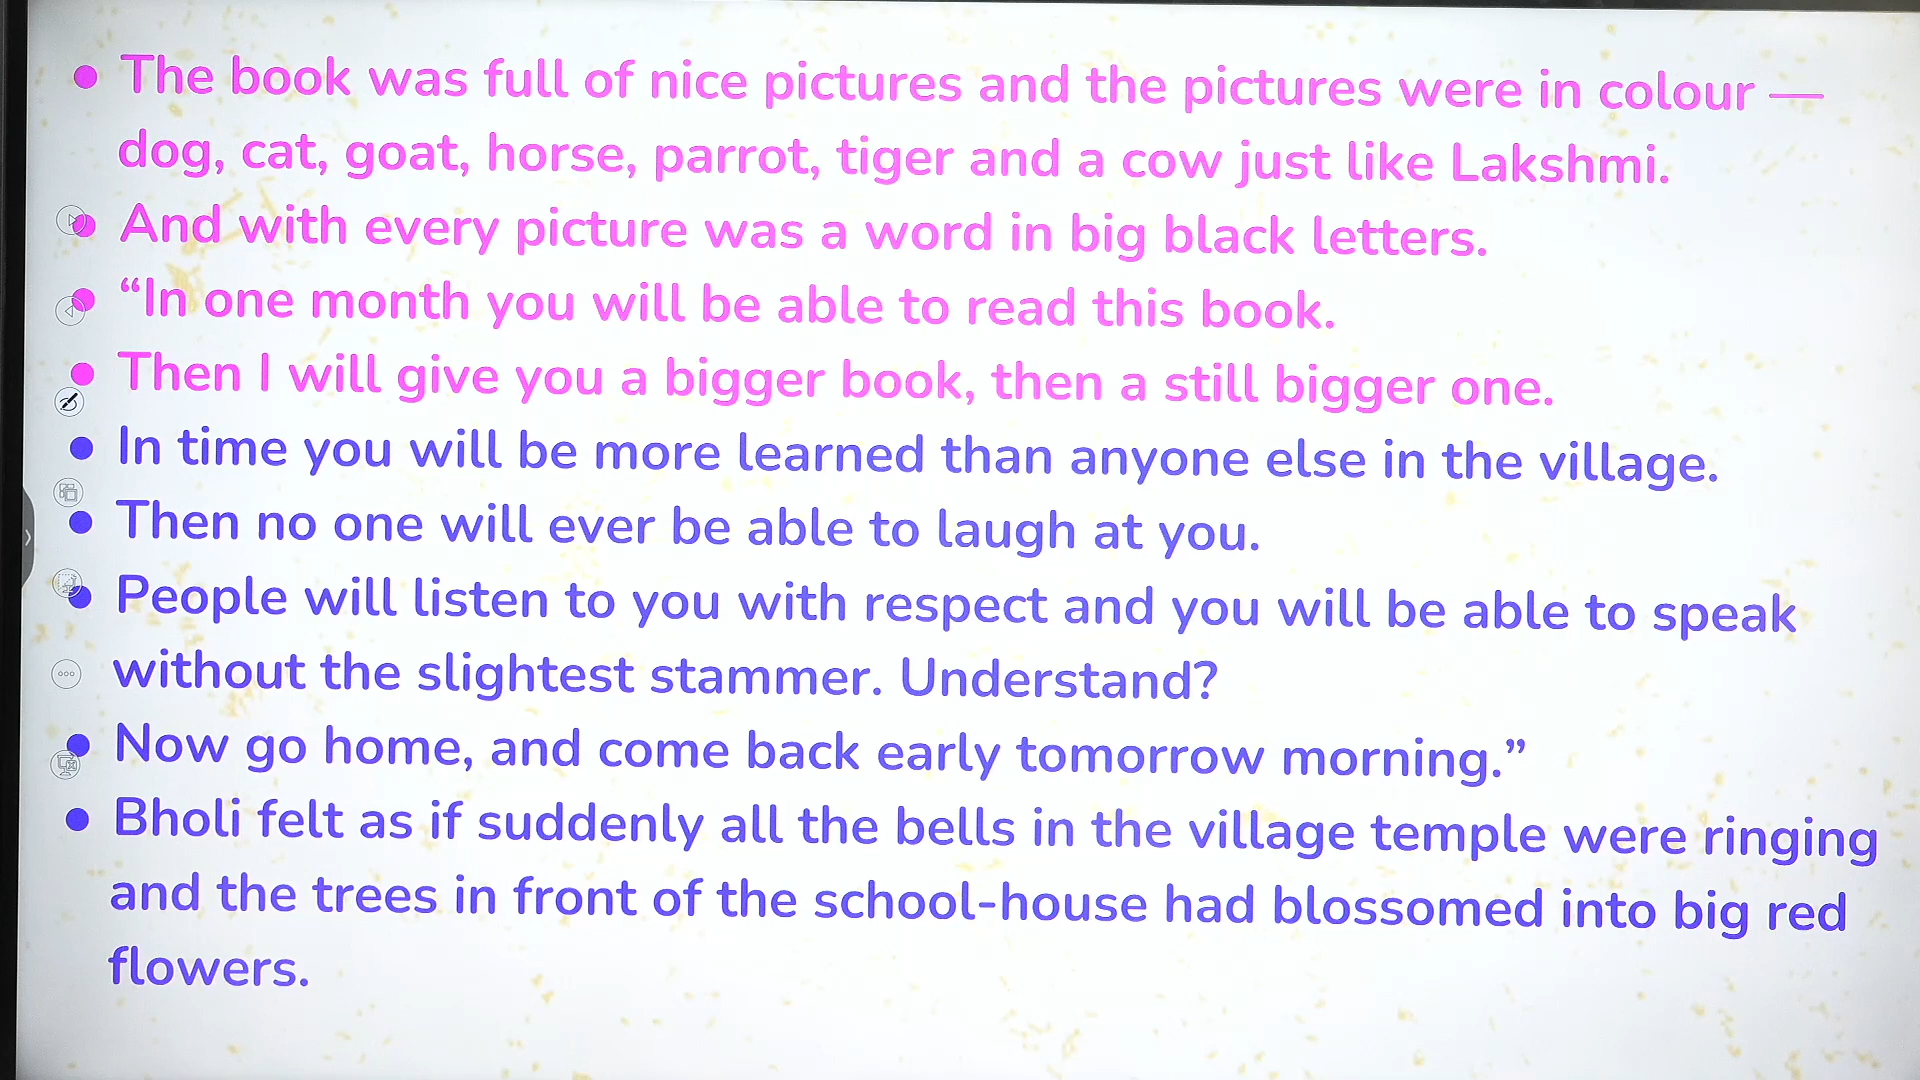 • The book was full of nice pictures and the pictures were in colour —
dog, cat, goat, horse, parrot, tiger and a cow just like Lakshmi.
• And with every picture was a word in big black letters.
• “In one month you will be able to read this book.
• Then I will give you a bigger book, then a still bigger one.
• In time you will be more learned than anyone else in the village.
• Then no one will ever be able to laugh at you.
• People will listen to you with respect and you will be able to speak
without the slightest stammer. Understand?
• Now go home, and come back early tomorrow morning.”
• Bholi felt as if suddenly all the bells in the village temple were ringing
and the trees in front of the school-house had blossomed into big red
flowers.